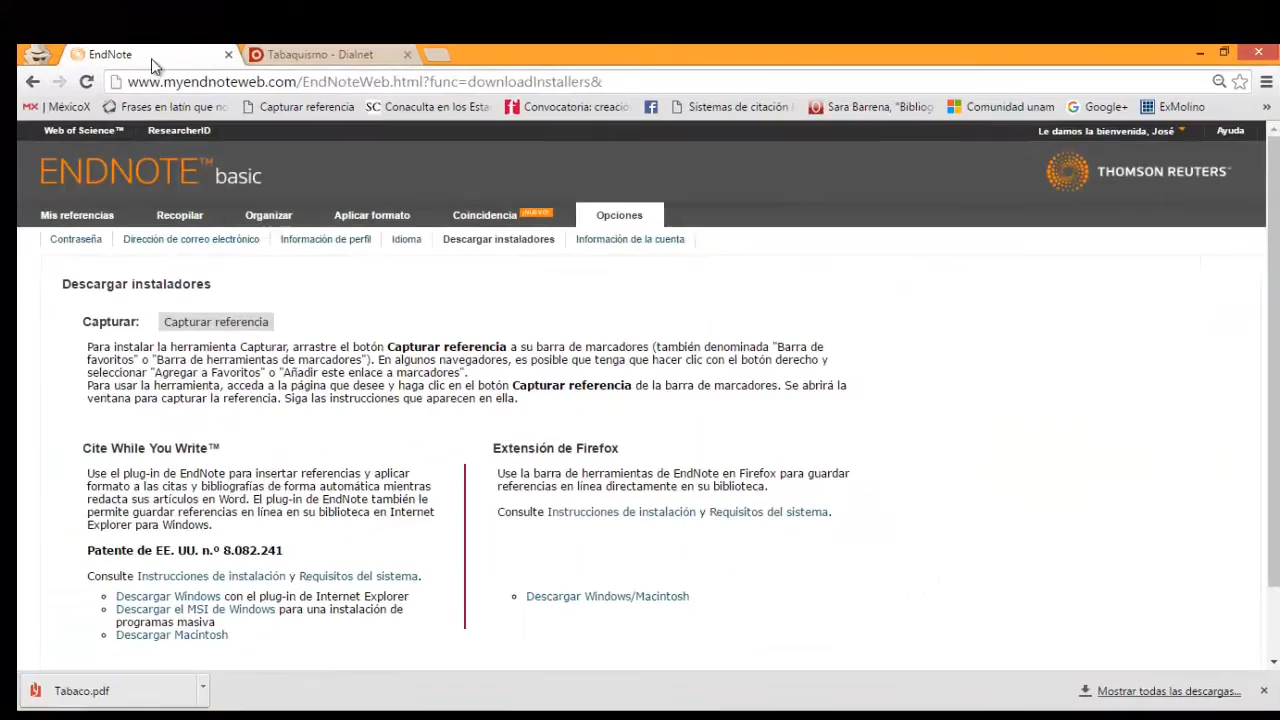 EndNote
Tabaquismo - Dialnet
www.myendnoteweb.com/EndNoteWeb.html?func=downloadInstallers&
MX | MéxicoX
Frases en latín que no
Capturar referencia
SC Conaculta en los Esta
Convocatoria: creació
Sistemas de citación
Sara Barrena, "Bibliog
Comunidad unam
Google+
ExMolino
»
Web of Science™
ResearcherID
Le damos la bienvenida, José
Ayuda
ENDNOTE™ basic
THOMSON REUTERS™
Mis referencias
Recopilar
Organizar
Aplicar formato
Coincidencia ¡NUEVO!
Opciones
Contraseña
Dirección de correo electrónico
Información de perfil
Idioma
Descargar instaladores
Información de la cuenta
Descargar instaladores
Capturar: Capturar referencia
Para instalar la herramienta Capturar, arrastre el botón Capturar referencia a su barra de marcadores (también denominada "Barra de
favoritos" o "Barra de herramientas de marcadores"). En algunos navegadores, es posible que tenga que hacer clic con el botón derecho y
seleccionar "Agregar a Favoritos" o "Añadir este enlace a marcadores".
Para usar la herramienta, acceda a la página que desee y haga clic en el botón Capturar referencia de la barra de marcadores. Se abrirá la
ventana para capturar la referencia. Siga las instrucciones que aparecen en ella.
Cite While You Write™
Use el plug-in de EndNote para insertar referencias y aplicar
formato a las citas y bibliografías de forma automática mientras
redacta sus artículos en Word. El plug-in de EndNote también le
permite guardar referencias en línea en su biblioteca en Internet
Explorer para Windows.
Patente de EE. UU. n.º 8.082.241
Consulte Instrucciones de instalación y Requisitos del sistema.
Descargar Windows con el plug-in de Internet Explorer
Descargar el MSI de Windows para una instalación de
programas masiva
Descargar Macintosh
Extensión de Firefox
Use la barra de herramientas de EndNote en Firefox para guardar
referencias en línea directamente en su biblioteca.
Consulte Instrucciones de instalación y Requisitos del sistema.
Descargar Windows/Macintosh
Tabaco.pdf
Mostrar todas las descargas...